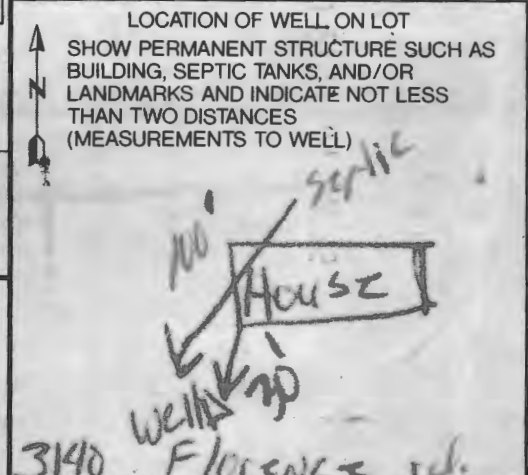 LOCATION OF WELL ON LOT
SHOW PERMANENT STRUCTURE SUCH AS
BUILDING, SEPTIC TANKS, AND/OR
LANDMARKS AND INDICATE NOT LESS
THAN TWO DISTANCES
(MEASUREMENTS TO WELL)
N
Septic
100'
House
Well
3140 Florence